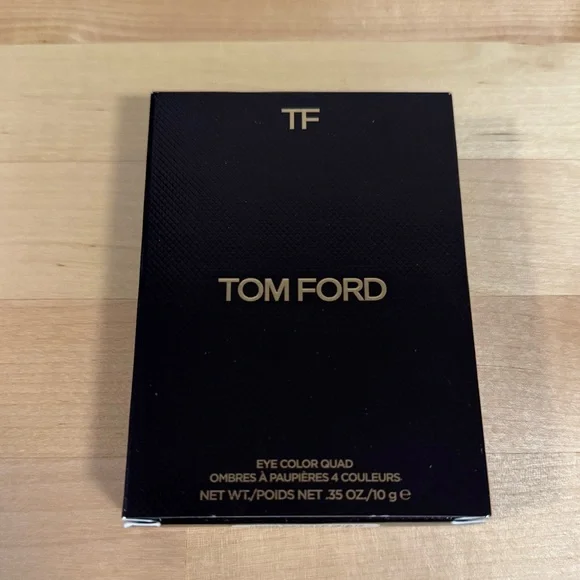 TF
TOM FORD
EYE COLOR QUAD
OMBRES À PAUPIÈRES 4 COULEURS
NET WT./POIDS NET .35 OZ./10 g ℮